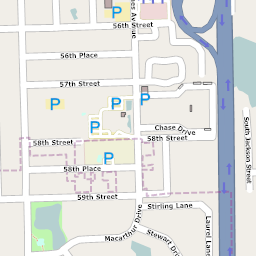 56th Street
56th Place
57th Street
P
P
P
P
P
P
Chase Drive
58th Street
58th Street
58th Place
59th Street
Stirling Lane
Macarthur Drive
Stewart
Laurel Lane
South Jackson Street
Avenue